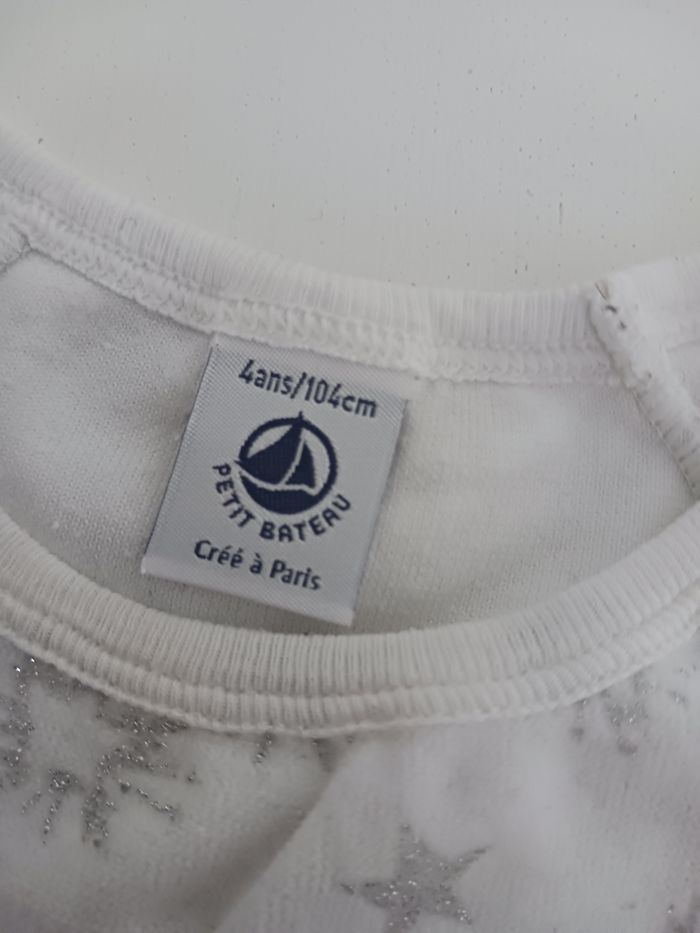 4ans/104cm
PETIT BATEAU
Créé à Paris